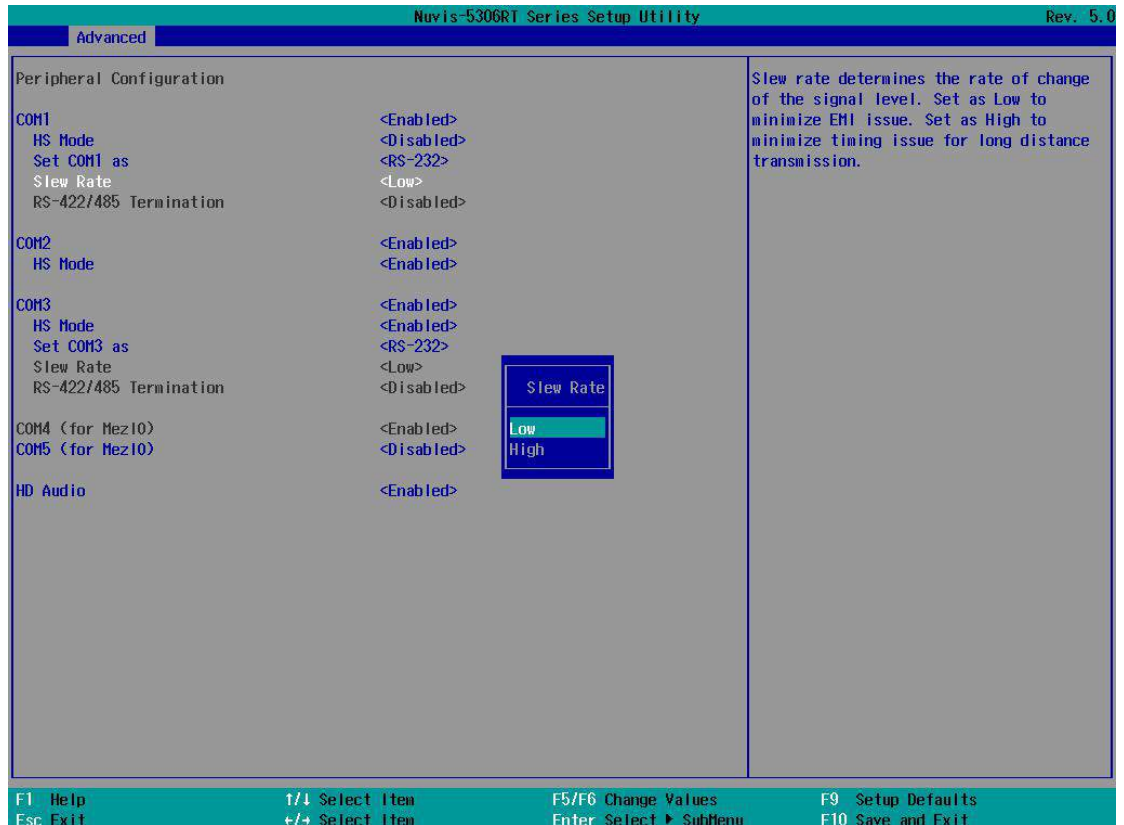 Nuvis-5306RT Series Setup Utility Rev. 5.0
Advanced
Peripheral Configuration
COM1 <Enabled>
HS Mode <Disabled>
Set COM1 as <RS-232>
Slew Rate <Low>
RS-422/485 Termination <Disabled>
COM2 <Enabled>
HS Mode <Enabled>
COM3 <Enabled>
HS Mode <Enabled>
Set COM3 as <RS-232>
Slew Rate <Low>
RS-422/485 Termination <Disabled>
COM4 (for MezIO) <Enabled>
COM5 (for MezIO) <Disabled>
HD Audio <Enabled>
Slew Rate
Low
High
Slew rate determines the rate of change
of the signal level. Set as Low to
minimize EMI issue. Set as High to
minimize timing issue for long distance
transmission.
F1 Help ↑/↓ Select Item F5/F6 Change Values F9 Setup Defaults
Esc Exit ←/→ Select Item Enter Select ▶ SubMenu F10 Save and Exit